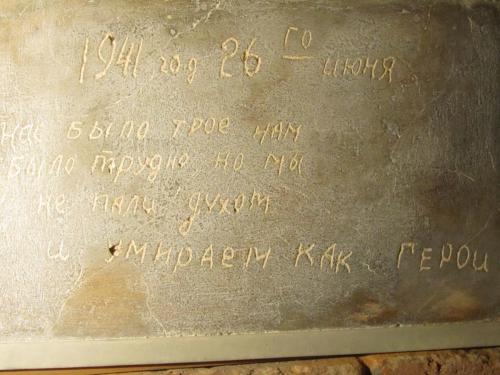 1941 год 26 го июня
нас было трое нам
было трудно но мы
не пали духом
и умираем как герои